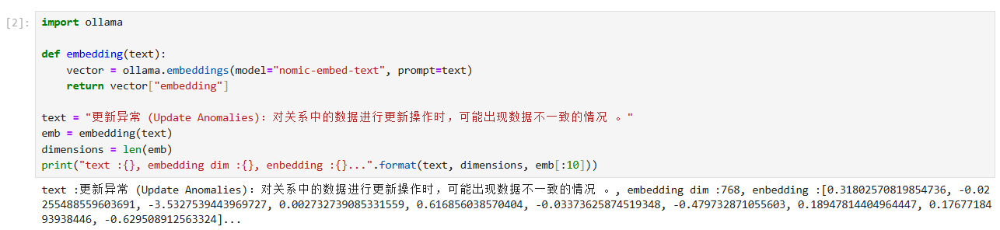 [2]: import ollama
def embedding(text):
    vector = ollama.embeddings(model="nomic-embed-text", prompt=text)
    return vector["embedding"]
text = "更新异常 (Update Anomalies)：对关系中的数据进行更新操作时，可能出现数据不一致的情况 。"
emb = embedding(text)
dimensions = len(emb)
print("text :{}, embedding dim :{}, enbedding :{}...".format(text, dimensions, emb[:10]))
text :更新异常 (Update Anomalies)：对关系中的数据进行更新操作时，可能出现数据不一致的情况 。, embedding dim :768, enbedding :[0.31802570819854736, -0.02
255488559603691, -3.5327539443969727, 0.002732739085331559, 0.616856038570404, -0.03373625874519348, -0.479732871055603, 0.18947814404964447, 0.17677184
93938446, -0.629508912563324]...